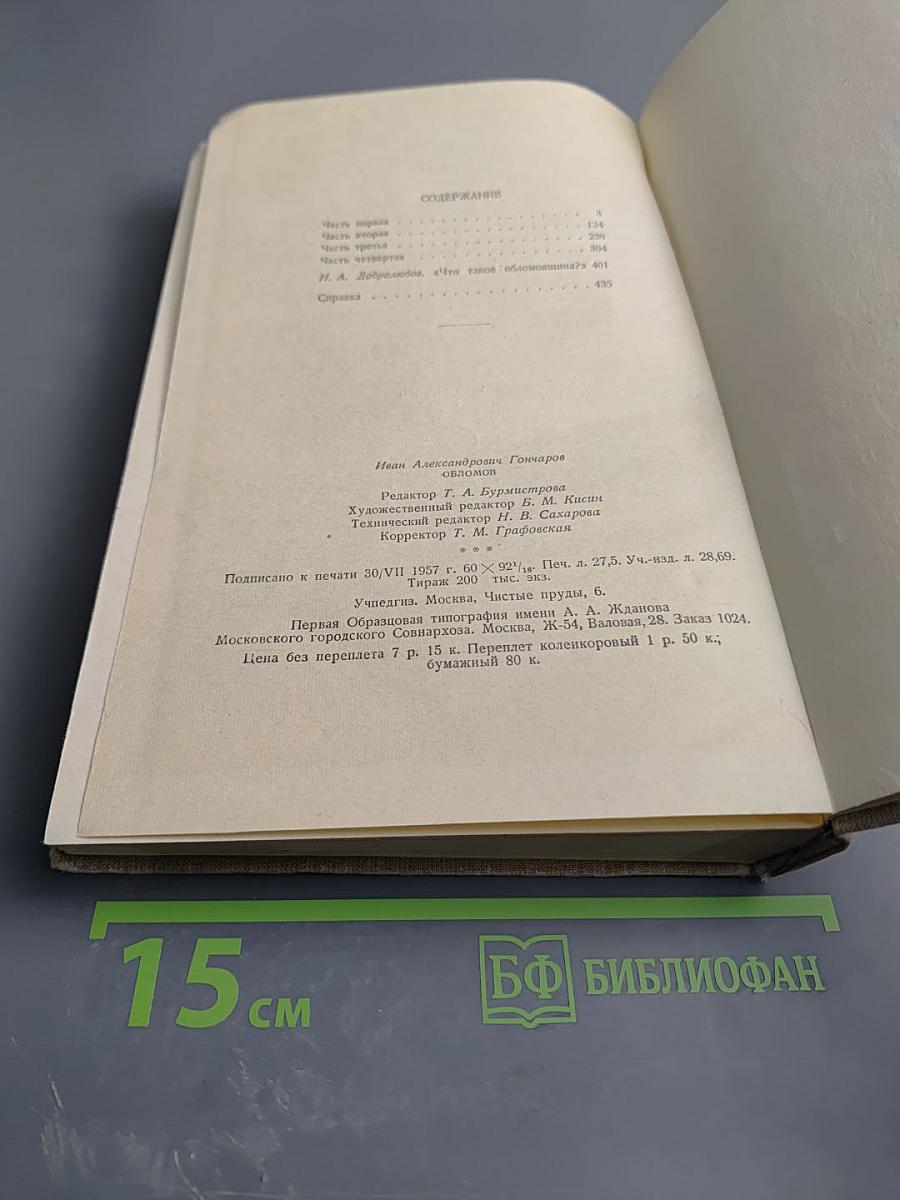 СОДЕРЖАНИЕ
Часть первая . . . . . . . . . . . . . . . . 3
Часть вторая . . . . . . . . . . . . . . . . 124
Часть третья . . . . . . . . . . . . . . . . 236
Часть четвертая . . . . . . . . . . . . . . 304
Н. А. Добролюбов. «Что такое обломовщина?» 401
Справка . . . . . . . . . . . . . . . . . . 435
Иван Александрович Гончаров
ОБЛОМОВ
Редактор Т. А. Бурмистрова
Художественный редактор Б. М. Кисин
Технический редактор Н. В. Сахарова
Корректор Т. М. Графовская
* * *
Подписано к печати 30/VII 1957 г. 60 × 92¹/₁₆. Печ. л. 27,5. Уч.-изд. л. 28,69.
Тираж 200 тыс. экз.
Учпедгиз. Москва, Чистые пруды, 6.
Первая Образцовая типография имени А. А. Жданова
Московского городского Совнархоза. Москва, Ж-54, Валовая, 28. Заказ 1024.
Цена без переплета 7 р. 15 к. Переплет коленкоровый 1 р. 50 к.;
бумажный 80 к.
15 см
БФ БИБЛИОФАН